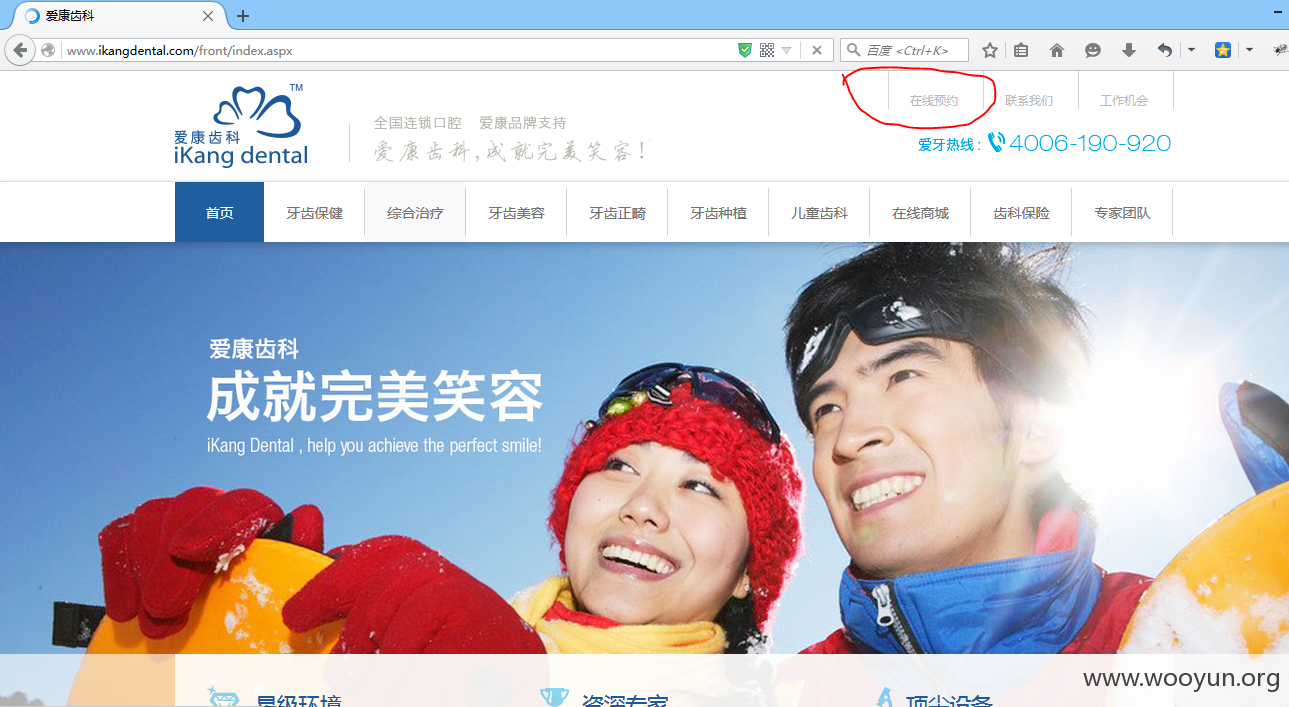 爱康齿科
www.ikangdental.com/front/index.aspx
百度 <Ctrl+K>
在线预约
联系我们
工作机会
TM
爱康齿科
iKang dental
全国连锁口腔 爱康品牌支持
爱康齿科,成就完美笑容!
爱牙热线: 4006-190-920
首页
牙齿保健
综合治疗
牙齿美容
牙齿正畸
牙齿种植
儿童齿科
在线商城
齿科保险
专家团队
爱康齿科
成就完美笑容
iKang Dental , help you achieve the perfect smile!
星级环境
资深专家
顶尖设备
www.wooyun.org